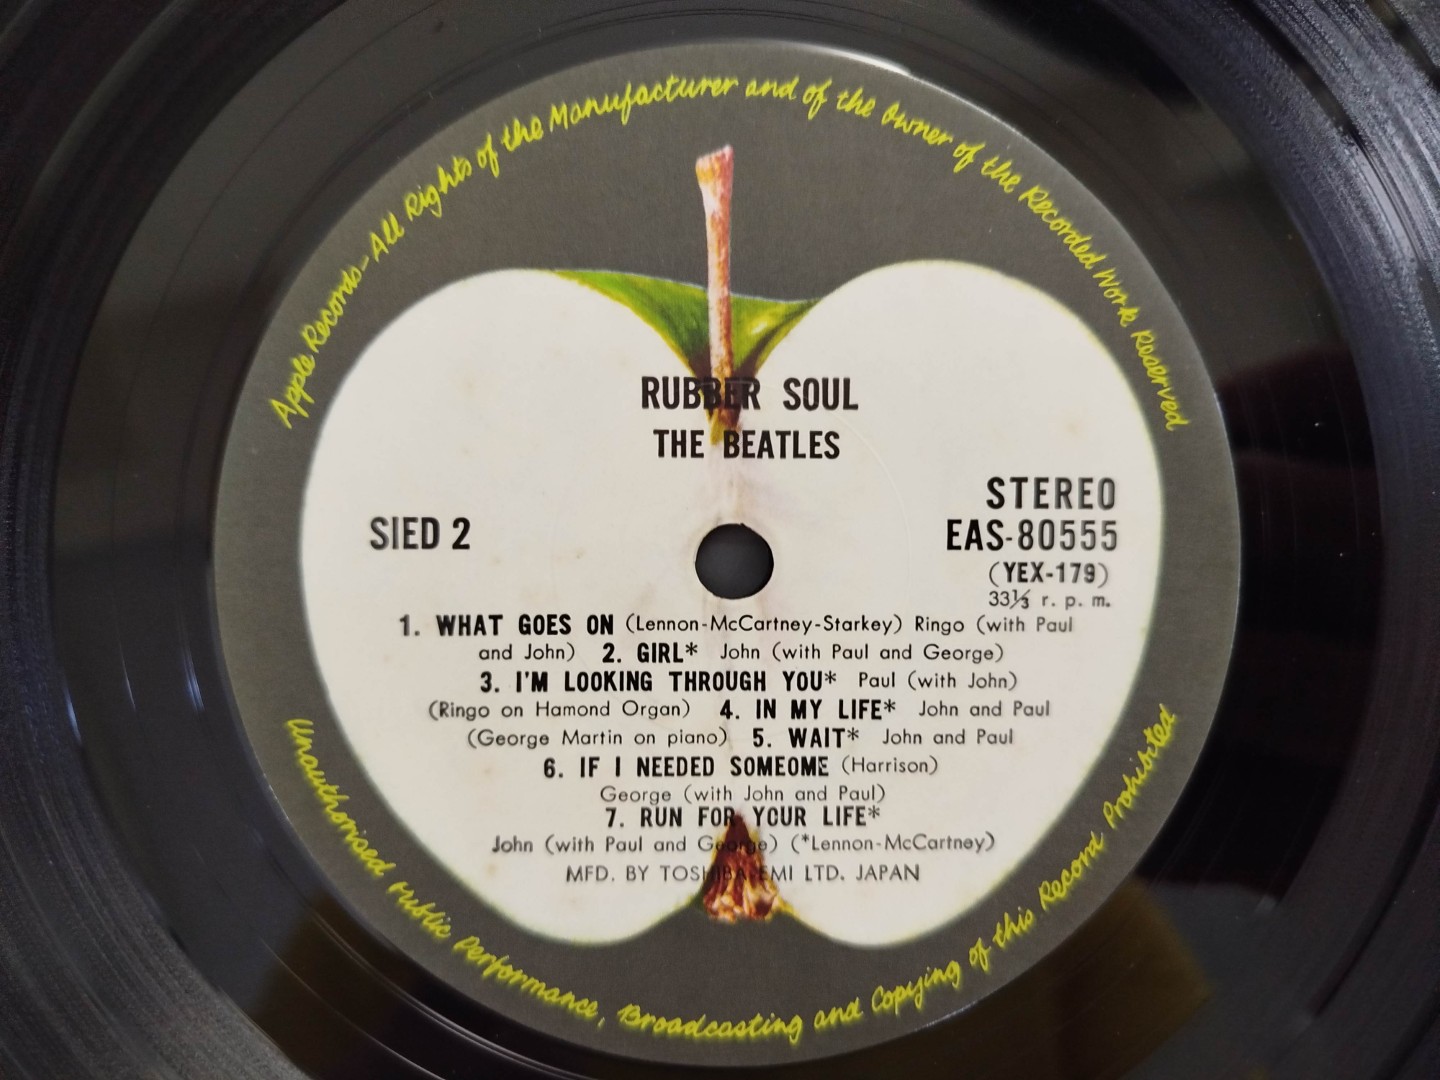 Apple Records-All Rights of the Manufacturer and of the Owner of the Recorded Work Reserved
RUBBER SOUL
THE BEATLES
STEREO
SIED 2
EAS-80555
(YEX-179)
33⅓ r. p. m.
1. WHAT GOES ON (Lennon-McCartney-Starkey) Ringo (with Paul
and John) 2. GIRL* John (with Paul and George)
3. I'M LOOKING THROUGH YOU* Paul (with John)
(Ringo on Hamond Organ) 4. IN MY LIFE* John and Paul
(George Martin on piano) 5. WAIT* John and Paul
6. IF I NEEDED SOMEOME (Harrison)
George (with John and Paul)
7. RUN FOR YOUR LIFE*
John (with Paul and George) (*Lennon-McCartney)
MFD. BY TOSHIBA-EMI LTD. JAPAN
Unauthorised Public Performance, Broadcasting and Copying of this Record Prohibited